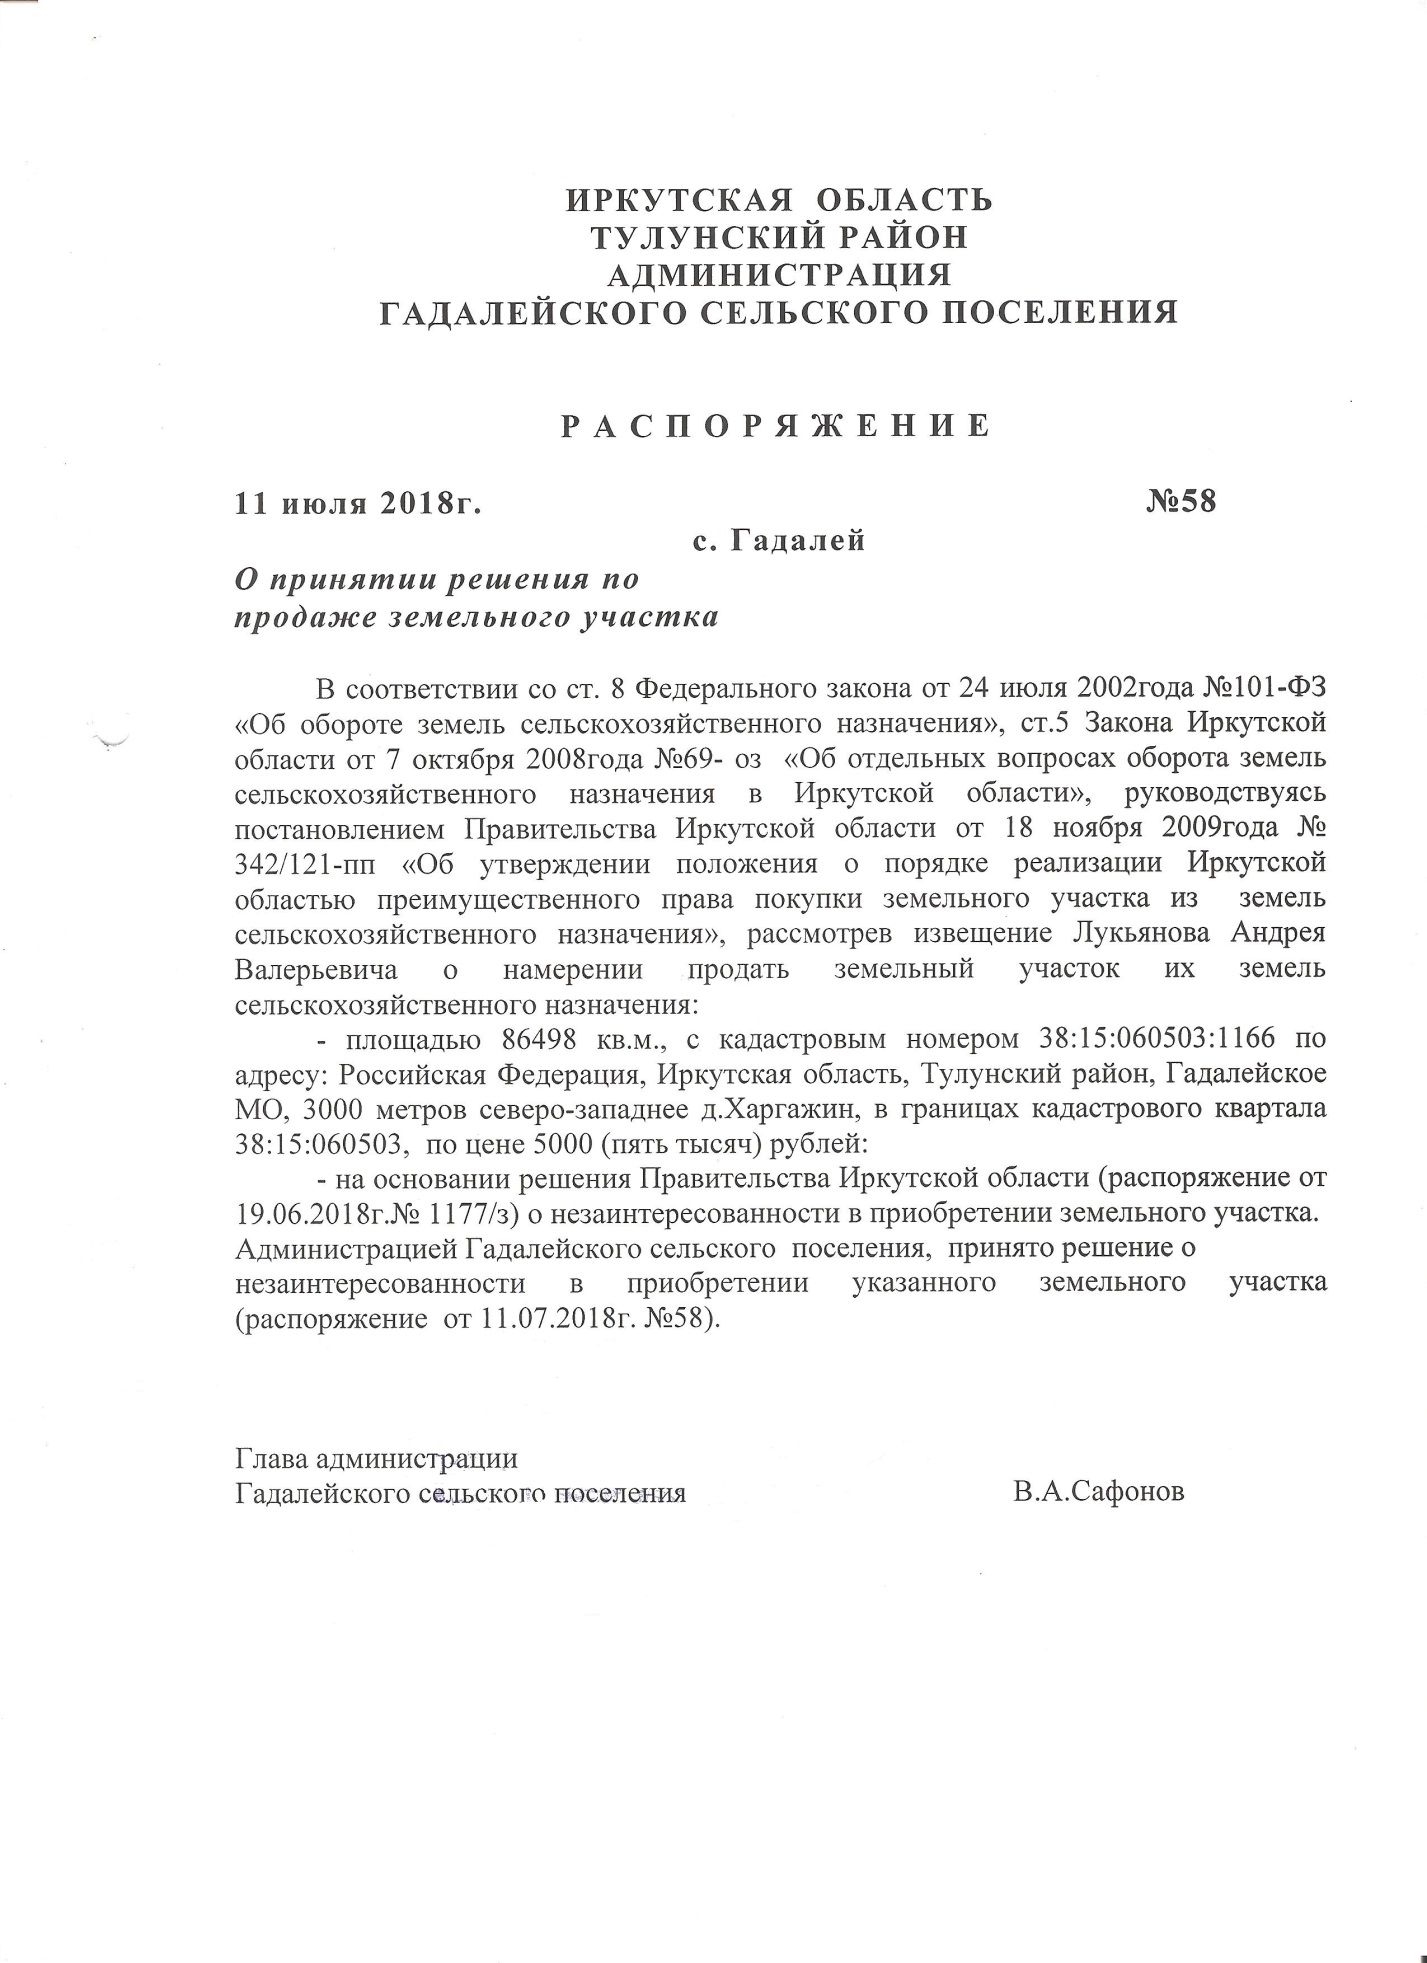 ИРКУТСКАЯ ОБЛАСТЬ
ТУЛУНСКИЙ РАЙОН
АДМИНИСТРАЦИЯ
ГАДАЛЕЙСКОГО СЕЛЬСКОГО ПОСЕЛЕНИЯ
Р А С П О Р Я Ж Е Н И Е
11 июля 2018г. №58
с. Гадалей
О принятии решения по
продаже земельного участка
В соответствии со ст. 8 Федерального закона от 24 июля 2002года №101-ФЗ
«Об обороте земель сельскохозяйственного назначения», ст.5 Закона Иркутской
области от 7 октября 2008года №69- оз «Об отдельных вопросах оборота земель
сельскохозяйственного назначения в Иркутской области», руководствуясь
постановлением Правительства Иркутской области от 18 ноября 2009года №
342/121-пп «Об утверждении положения о порядке реализации Иркутской
областью преимущественного права покупки земельного участка из земель
сельскохозяйственного назначения», рассмотрев извещение Лукьянова Андрея
Валерьевича о намерении продать земельный участок их земель
сельскохозяйственного назначения:
- площадью 86498 кв.м., с кадастровым номером 38:15:060503:1166 по
адресу: Российская Федерация, Иркутская область, Тулунский район, Гадалейское
МО, 3000 метров северо-западнее д.Харгажин, в границах кадастрового квартала
38:15:060503, по цене 5000 (пять тысяч) рублей:
- на основании решения Правительства Иркутской области (распоряжение от
19.06.2018г.№ 1177/з) о незаинтересованности в приобретении земельного участка.
Администрацией Гадалейского сельского поселения, принято решение о
незаинтересованности в приобретении указанного земельного участка
(распоряжение от 11.07.2018г. №58).
Глава администрации
Гадалейского сельского поселения В.А.Сафонов